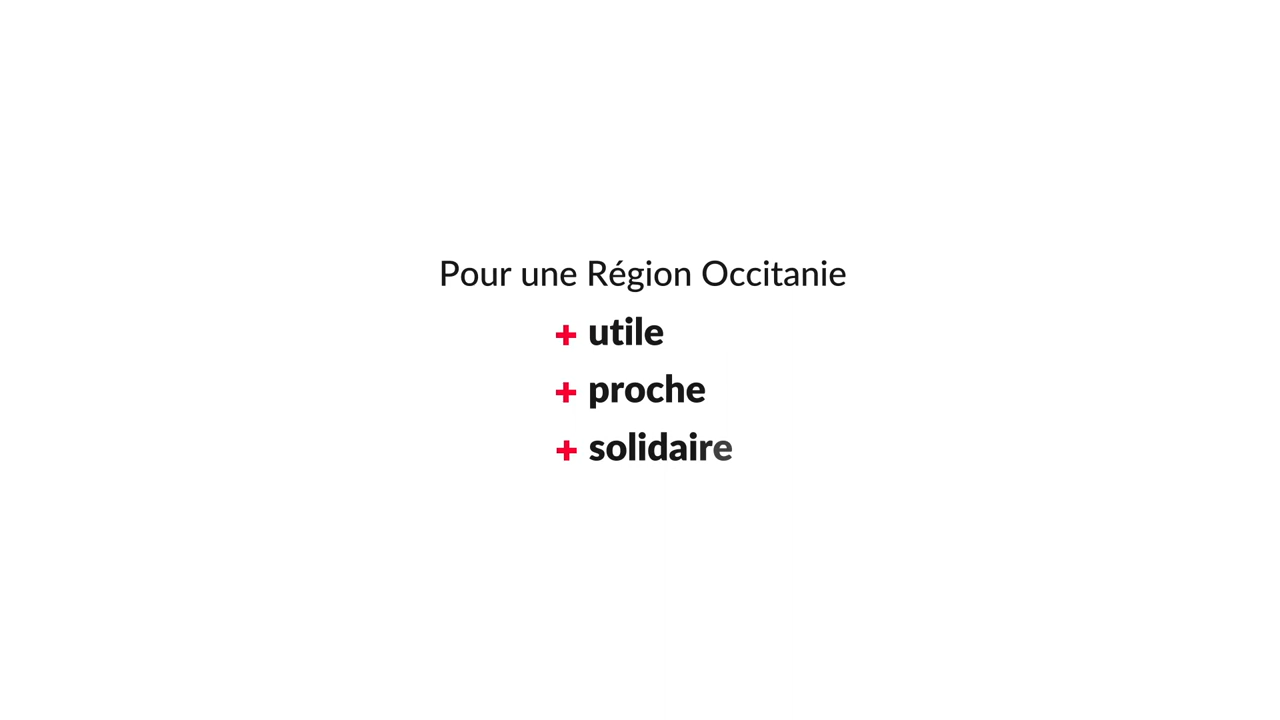 Pour une Région Occitanie
+ utile
+ proche
+ solidaire